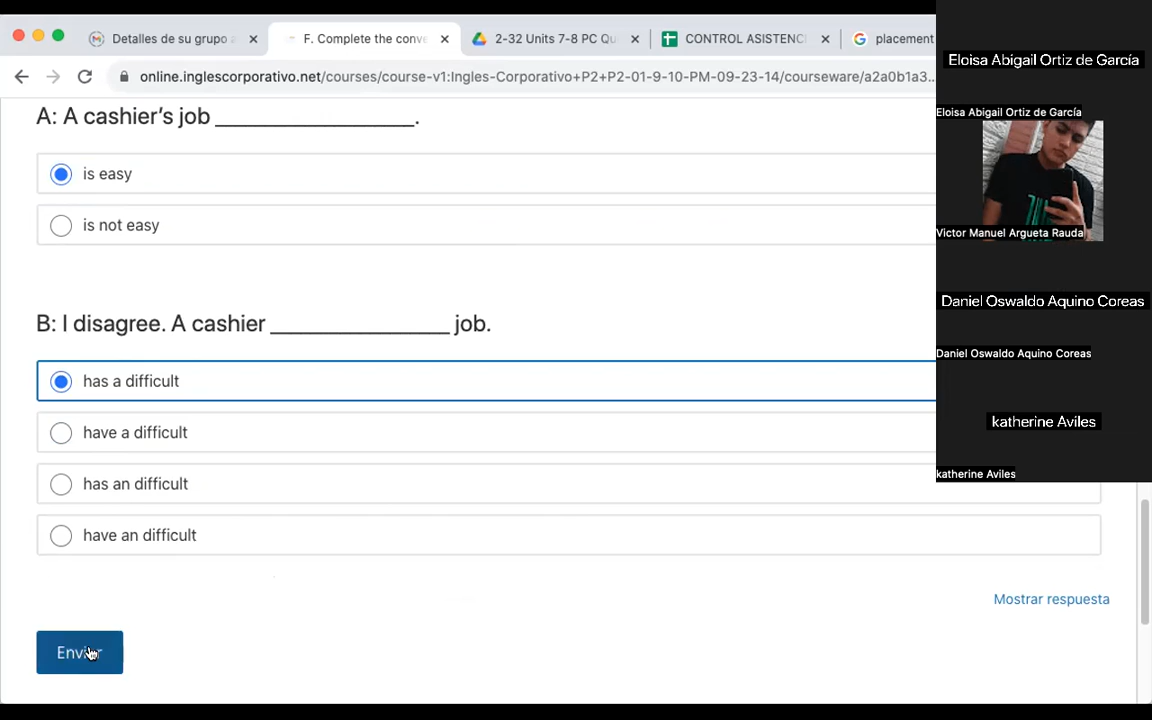 Detalles de su grupo a
F. Complete the conve
2-32 Units 7-8 PC Qu
CONTROL ASISTENC
placement
online.inglescorporativo.net/courses/course-v1:Ingles-Corporativo+P2+P2-01-9-10-PM-09-23-14/courseware/a2a0b1a3...
A: A cashier's job _________________.
is easy
is not easy
B: I disagree. A cashier ________________ job.
has a difficult
have a difficult
has an difficult
have an difficult
Mostrar respuesta
Enviar
Eloisa Abigail Ortiz de García
Eloisa Abigail Ortiz de García
Victor Manuel Argueta Rauda
Daniel Oswaldo Aquino Coreas
Daniel Oswaldo Aquino Coreas
katherine Aviles
katherine Aviles